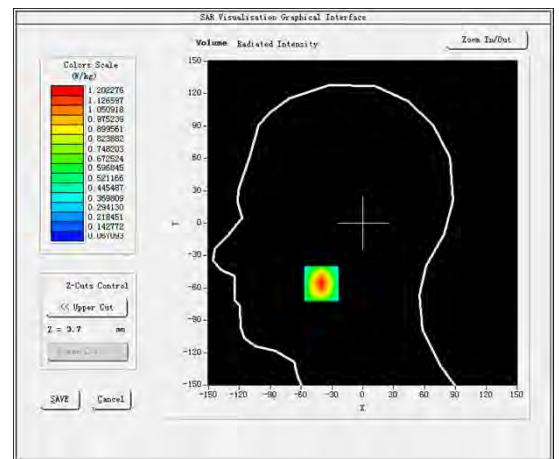 SAR Visualisation Graphical Interface
Volume Radiated Intensity
Zoom In/Out
Colors Scale
(W/kg)
1.202276
1.126597
1.050918
0.975239
0.899561
0.823882
0.748203
0.672524
0.596845
0.521166
0.445487
0.369809
0.294130
0.218451
0.142772
0.067093
Z-Cuts Control
<< Upper Cut
Z = 3.7 mm
SAVE Cancel
150
120
90
60
30
0
-30
-60
-90
-120
-150
Y
-150 -120 -90 -60 -30 0 30 60 90 120 150
X